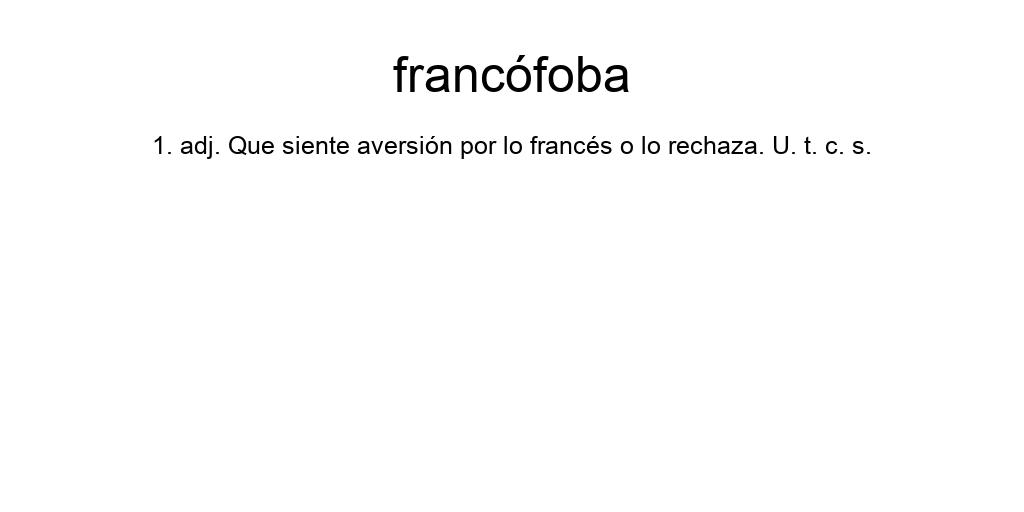 francófoba
1. adj. Que siente aversión por lo francés o lo rechaza. U. t. c. s.